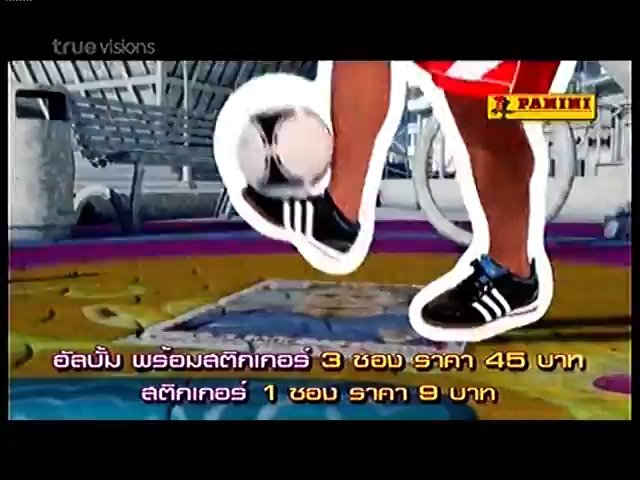 truevisions
PANINI
อัลบั้ม พร้อมสติกเกอร์ 3 ซอง ราคา 45 บาท
สติกเกอร์ 1 ซอง ราคา 9 บาท